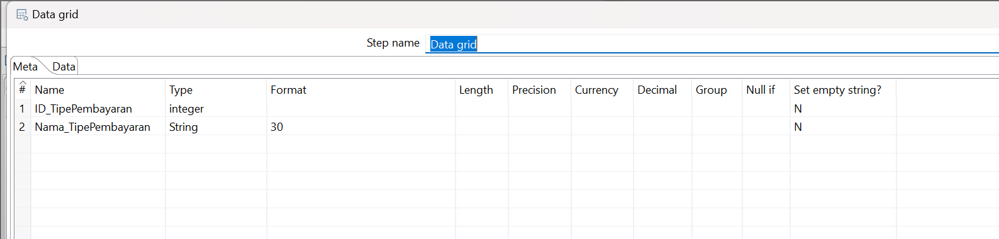 Data grid
Step name Data grid
Meta Data
# Name Type Format Length Precision Currency Decimal Group Null if Set empty string?
1 ID_TipePembayaran integer N
2 Nama_TipePembayaran String 30 N